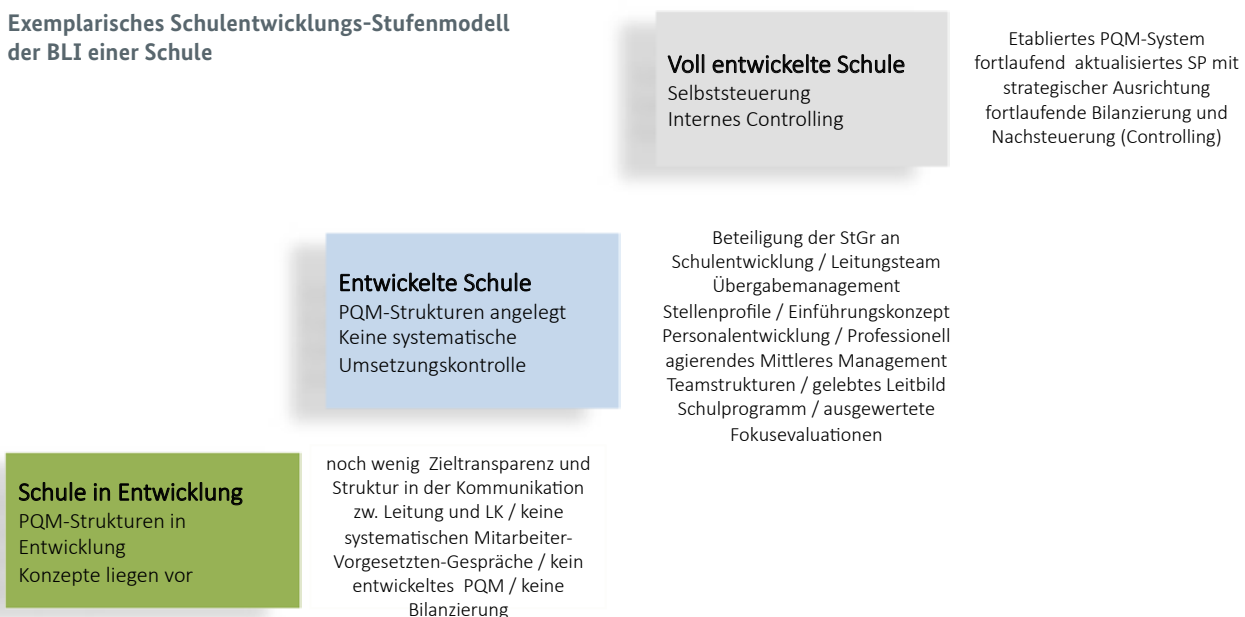 Exemplarisches Schulentwicklungs-Stufenmodell
der BLI einer Schule
Voll entwickelte Schule
Selbststeuerung
Internes Controlling
Etabliertes PQM-System
fortlaufend aktualisiertes SP mit
strategischer Ausrichtung
fortlaufende Bilanzierung und
Nachsteuerung (Controlling)
Entwickelte Schule
PQM-Strukturen angelegt
Keine systematische
Umsetzungskontrolle
Beteiligung der StGr an
Schulentwicklung / Leitungsteam
Übergabemanagement
Stellenprofile / Einführungskonzept
Personalentwicklung / Professionell
agierendes Mittleres Management
Teamstrukturen / gelebtes Leitbild
Schulprogramm / ausgewertete
Fokusevaluationen
Schule in Entwicklung
PQM-Strukturen in
Entwicklung
Konzepte liegen vor
noch wenig Zieltransparenz und
Struktur in der Kommunikation
zw. Leitung und LK / keine
systematischen Mitarbeiter-
Vorgesetzten-Gespräche / kein
entwickeltes PQM / keine
Bilanzierung